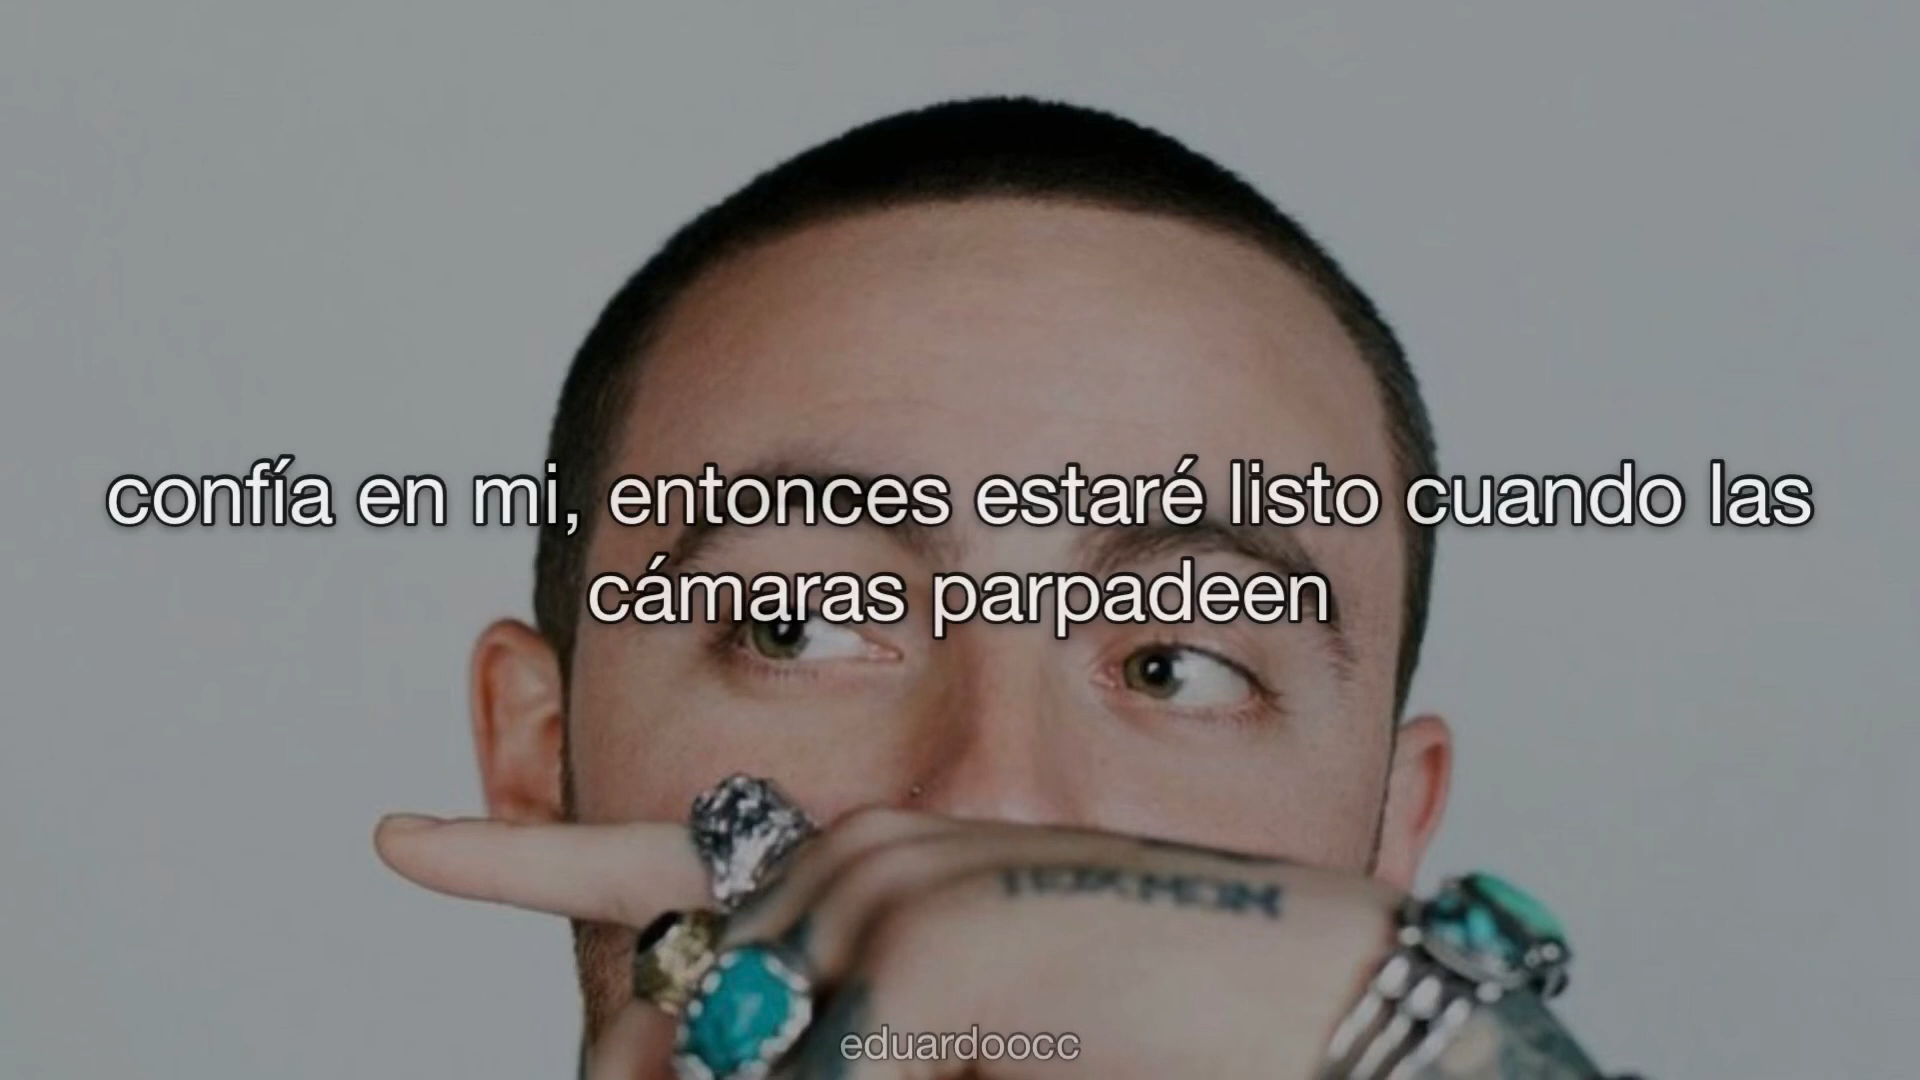 confía en mi, entonces estaré listo cuando las
cámaras parpadeen
eduardoocc